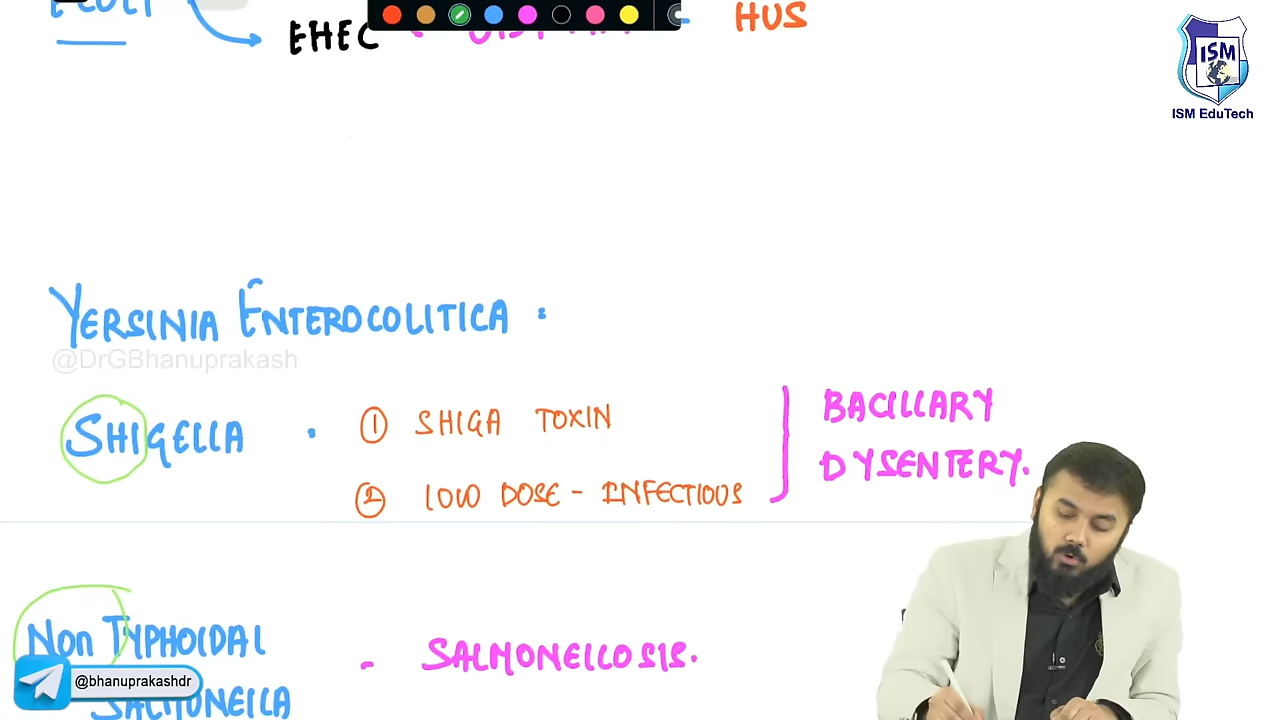 EHEC
HUS
ISM
ISM EduTech
YERSINIA ENTEROCOLITICA :
@DrGBhanuprakash
SHIGELLA · ① SHIGA TOXIN
② LOW DOSE - INFECTIOUS
BACILLARY
DYSENTERY.
NON TYPHOIDAL
SALMONELLA
- SALMONELLOSIS.
@bhanuprakashdr